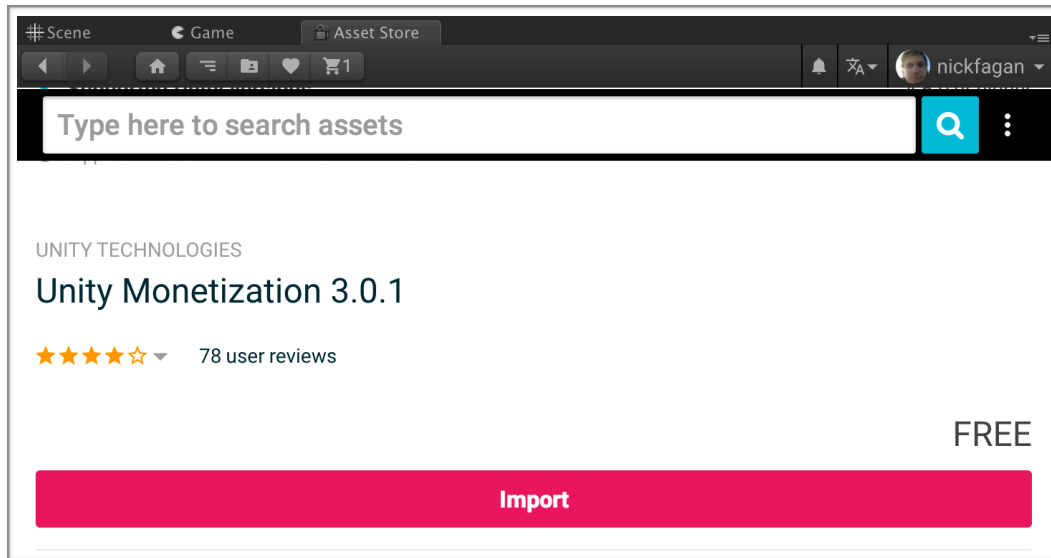 Scene Game Asset Store
1 nickfagan
Type here to search assets
UNITY TECHNOLOGIES
Unity Monetization 3.0.1
78 user reviews
FREE
Import